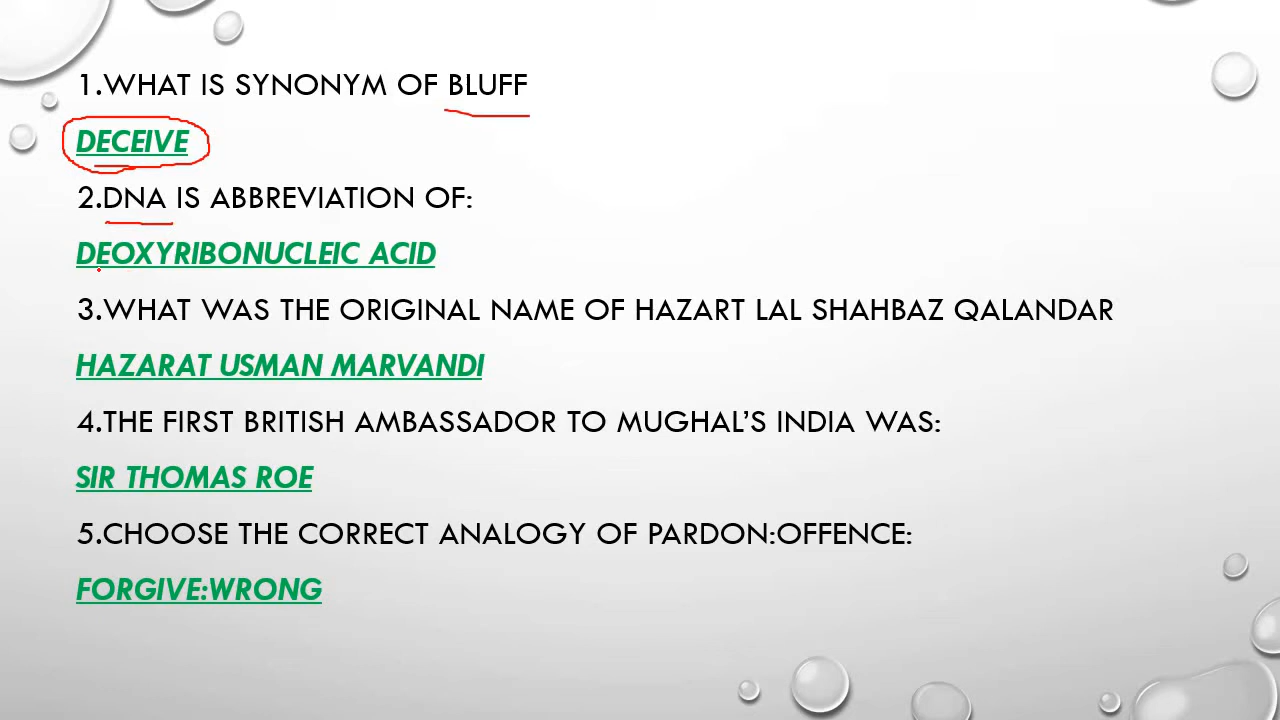 1.WHAT IS SYNONYM OF BLUFF
DECEIVE
2.DNA IS ABBREVIATION OF:
DEOXYRIBONUCLEIC ACID
3.WHAT WAS THE ORIGINAL NAME OF HAZART LAL SHAHBAZ QALANDAR
HAZARAT USMAN MARVANDI
4.THE FIRST BRITISH AMBASSADOR TO MUGHAL'S INDIA WAS:
SIR THOMAS ROE
5.CHOOSE THE CORRECT ANALOGY OF PARDON:OFFENCE:
FORGIVE:WRONG